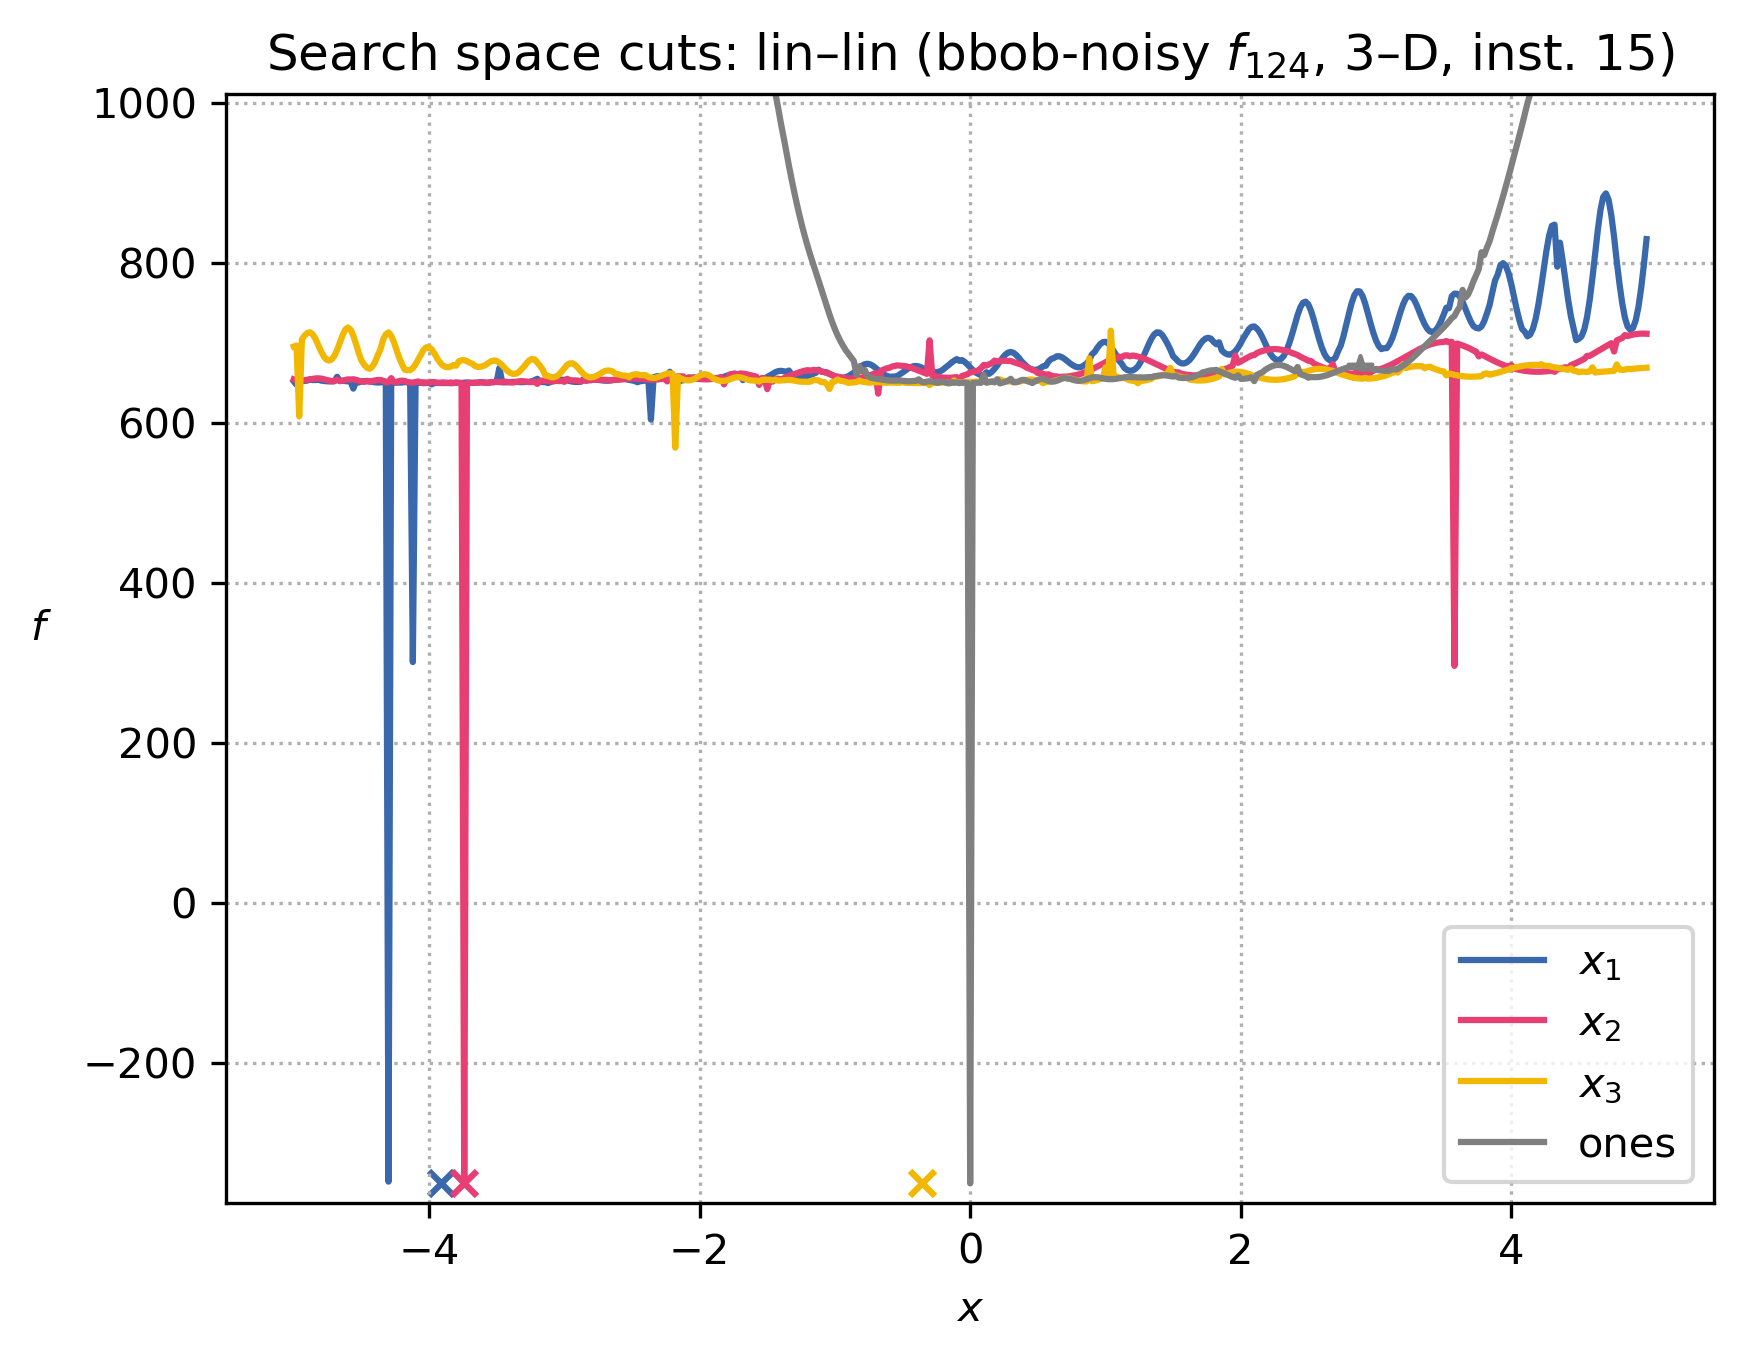 Search space cuts: lin–lin (bbob-noisy f₁₂₄, 3–D, inst. 15)
1000
800
600
400
200
0
−200
f
−4
−2
0
2
4
x
x₁
x₂
x₃
ones